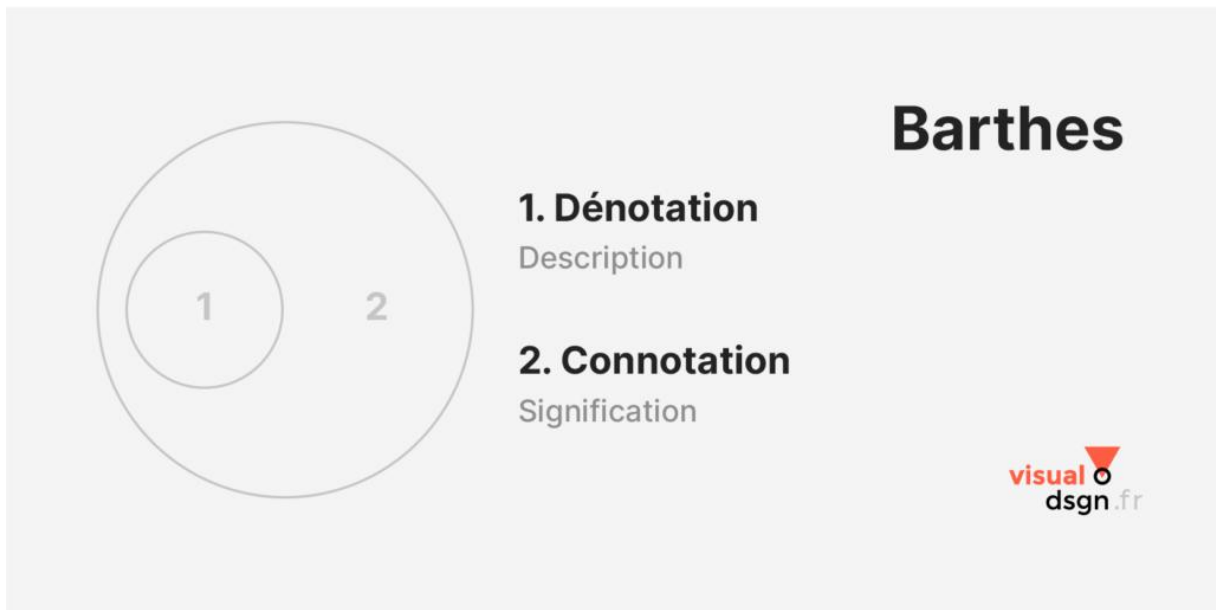 Barthes
1. Dénotation
Description
1
2
2. Connotation
Signification
visual
dsgn.fr